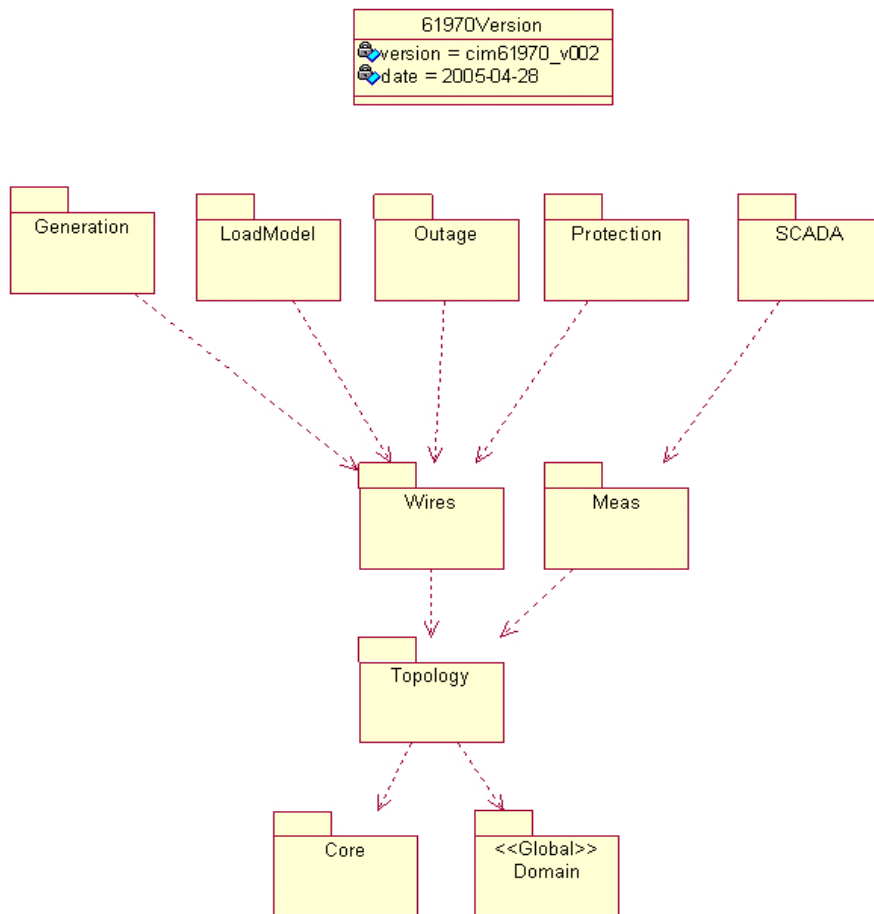 61970Version
version = cim61970_v002
date = 2005-04-28
Generation
LoadModel
Outage
Protection
SCADA
Wires
Meas
Topology
Core
<<Global>>
Domain